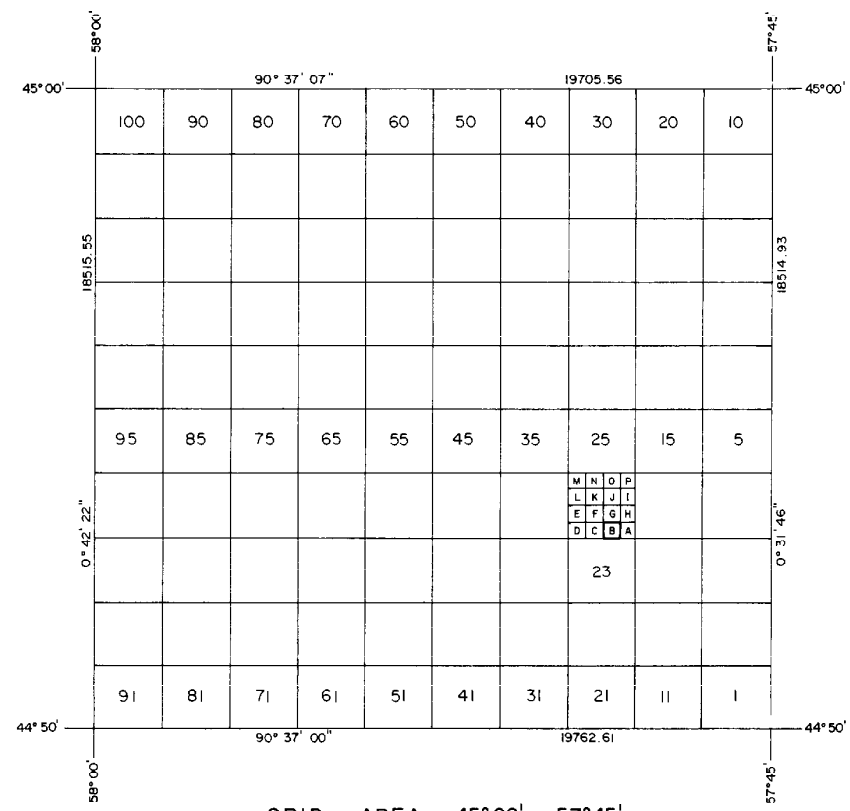 58°00' 57°45'
90° 37' 07" 19705.56
45°00' 45°00'
100 90 80 70 60 50 40 30 20 10
18515.55 18514.93
95 85 75 65 55 45 35 25 15 5
M N O P
L K J I
E F G H
D C B A
0° 42' 22" 0° 31' 46"
23
91 81 71 61 51 41 31 21 11 1
44° 50' 44° 50'
90° 37' 00" 19762.61
58° 00' 57°45'